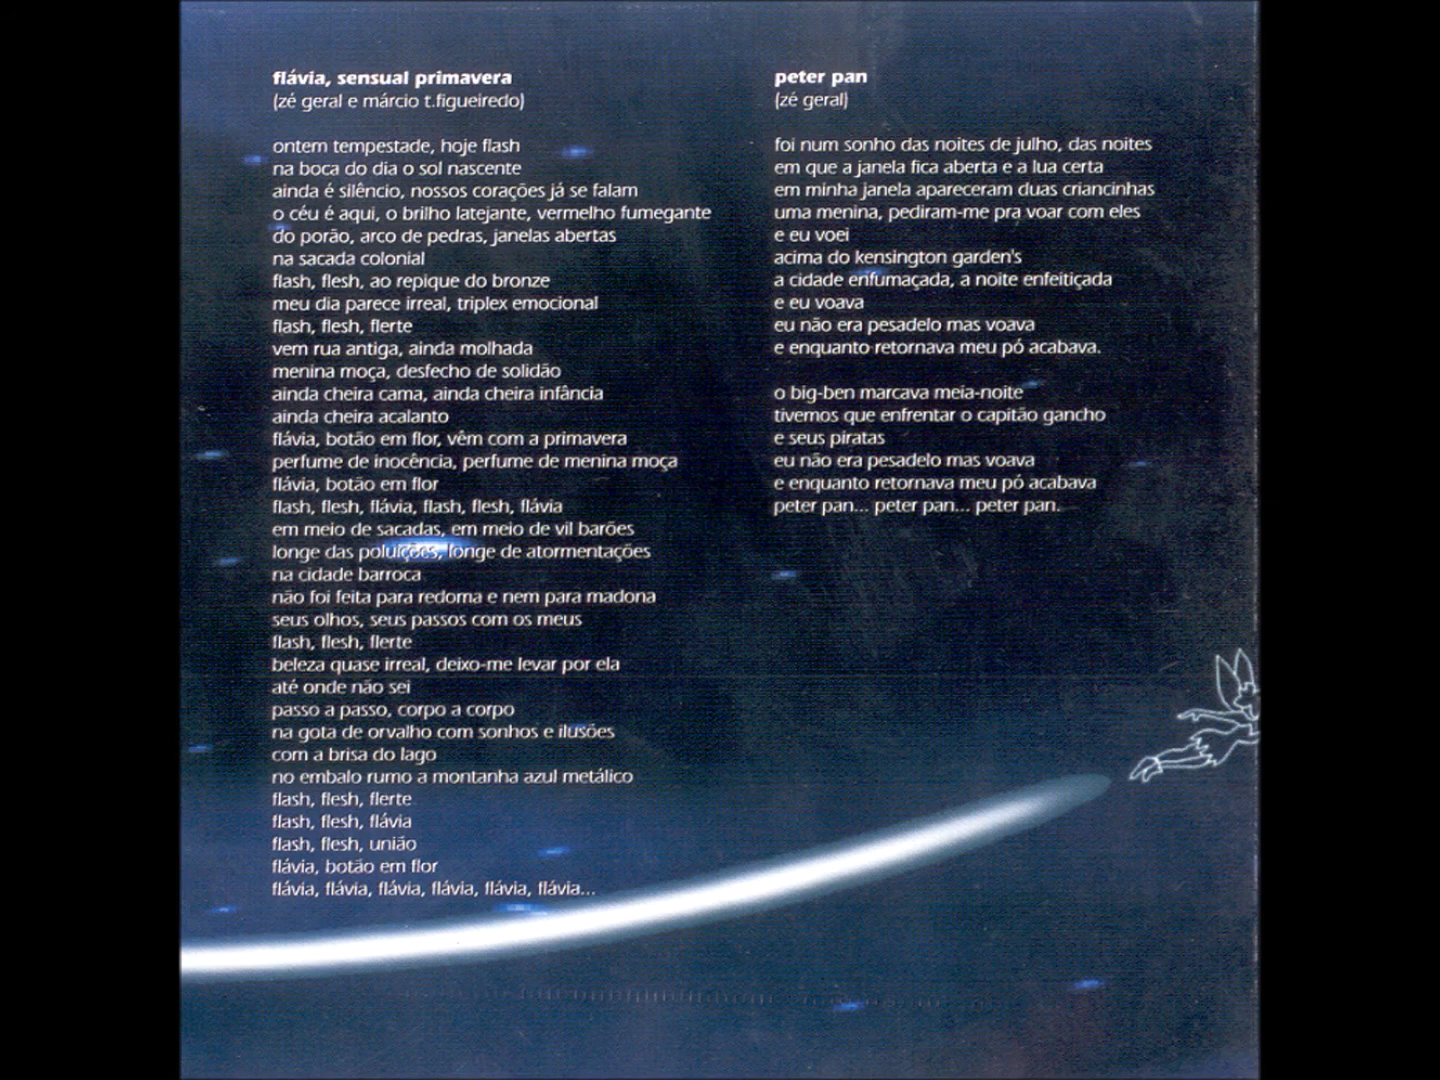 flávia, sensual primavera
(zé geral e márcio t.figueiredo)
ontem tempestade, hoje flash
na boca do dia o sol nascente
ainda é silêncio, nossos corações já se falam
o céu é aqui, o brilho latejante, vermelho fumegante
do porão, arco de pedras, janelas abertas
na sacada colonial
flash, flesh, ao repique do bronze
meu dia parece irreal, triplex emocional
flash, flesh, flerte
vem rua antiga, ainda molhada
menina moça, desfecho de solidão
ainda cheira cama, ainda cheira infância
ainda cheira acalanto
flávia, botão em flor, vêm com a primavera
perfume de inocência, perfume de menina moça
flávia, botão em flor
flash, flesh, flávia, flash, flesh, flávia
em meio de sacadas, em meio de vil barões
longe das poluições, longe de atormentações
na cidade barroca
não foi feita para redoma e nem para madona
seus olhos, seus passos com os meus
flash, flesh, flerte
beleza quase irreal, deixo-me levar por ela
até onde não sei
passo a passo, corpo a corpo
na gota de orvalho com sonhos e ilusões
com a brisa do lago
no embalo rumo a montanha azul metálico
flash, flesh, flerte
flash, flesh, flávia
flash, flesh, união
flávia, botão em flor
flávia, flávia, flávia, flávia, flávia, flávia...
peter pan
(zé geral)
foi num sonho das noites de julho, das noites
em que a janela fica aberta e a lua certa
em minha janela apareceram duas criancinhas
uma menina, pediram-me pra voar com eles
e eu voei
acima do kensington garden's
a cidade enfumaçada, a noite enfeitiçada
e eu voava
eu não era pesadelo mas voava
e enquanto retornava meu pó acabava.
o big-ben marcava meia-noite
tivemos que enfrentar o capitão gancho
e seus piratas
eu não era pesadelo mas voava
e enquanto retornava meu pó acabava
peter pan... peter pan... peter pan.